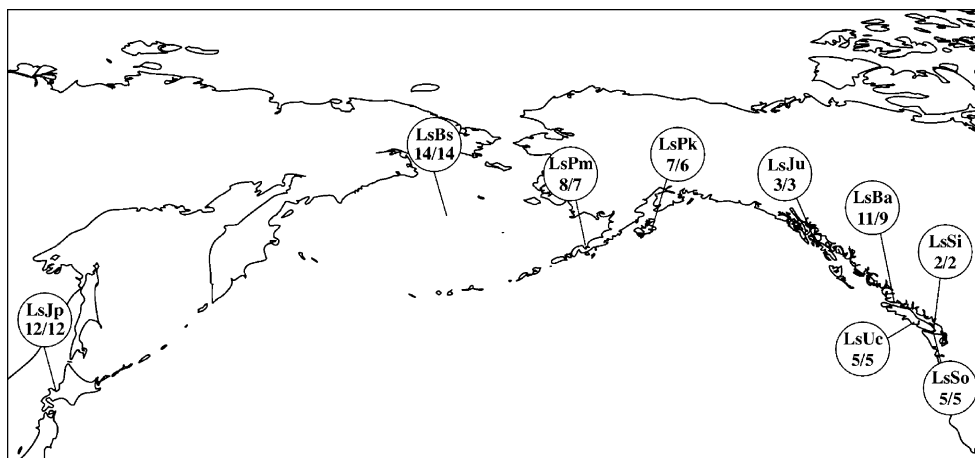 LsBs
14/14
LsPm
8/7
LsPk
7/6
LsJu
3/3
LsBa
11/9
LsSi
2/2
LsJp
12/12
LsUc
5/5
LsSo
5/5